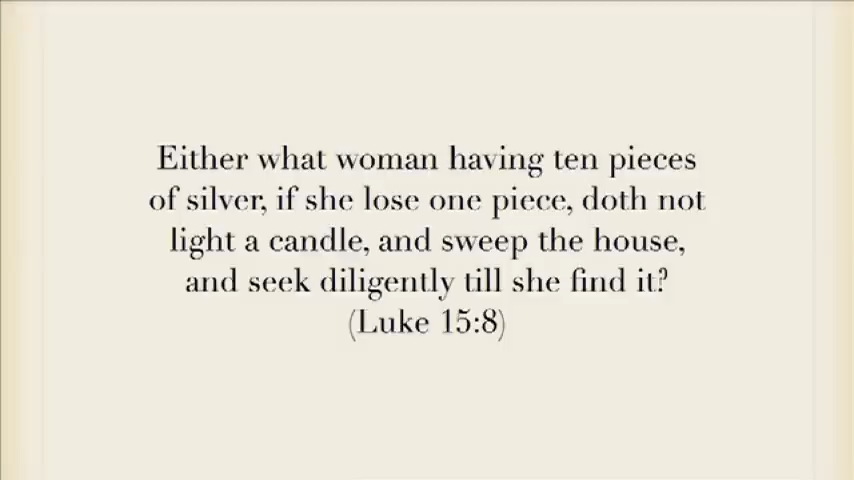 Either what woman having ten pieces
of silver, if she lose one piece, doth not
light a candle, and sweep the house,
and seek diligently till she find it?
(Luke 15:8)